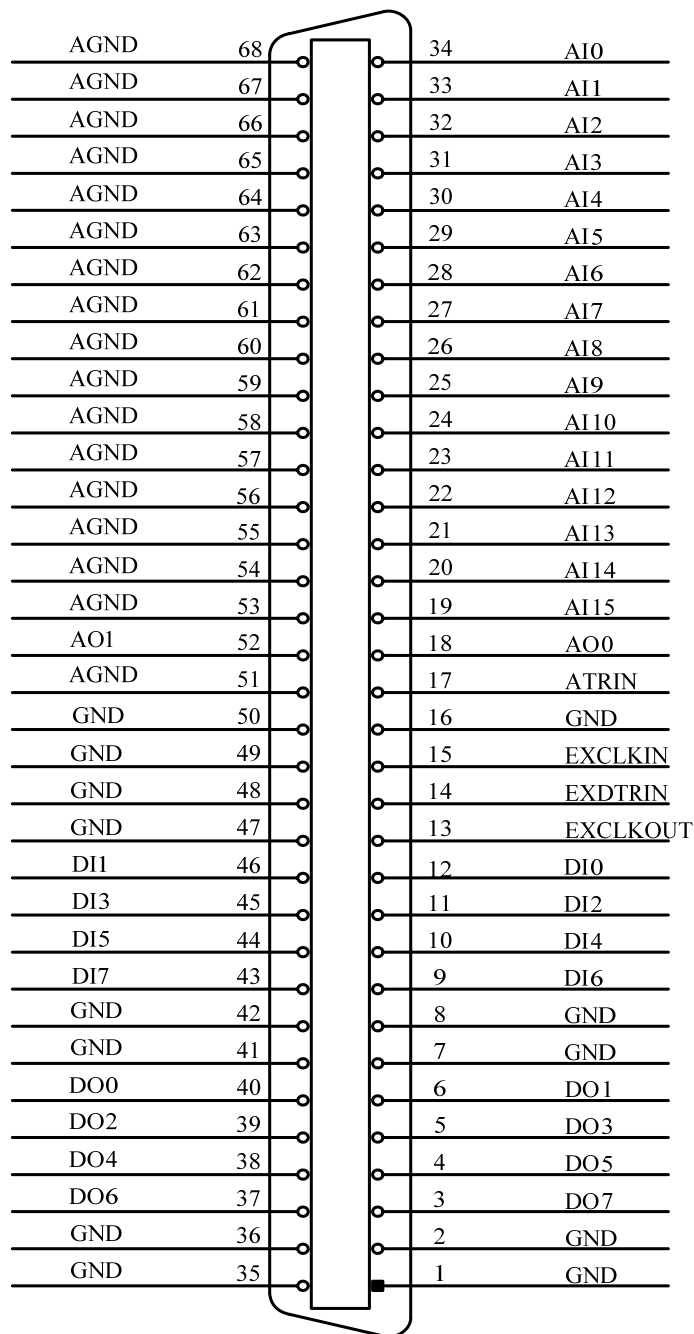 AGND 68 34 AI0
AGND 67 33 AI1
AGND 66 32 AI2
AGND 65 31 AI3
AGND 64 30 AI4
AGND 63 29 AI5
AGND 62 28 AI6
AGND 61 27 AI7
AGND 60 26 AI8
AGND 59 25 AI9
AGND 58 24 AI10
AGND 57 23 AI11
AGND 56 22 AI12
AGND 55 21 AI13
AGND 54 20 AI14
AGND 53 19 AI15
AO1 52 18 AO0
AGND 51 17 ATRIN
GND 50 16 GND
GND 49 15 EXCLKIN
GND 48 14 EXDTRIN
GND 47 13 EXCLKOUT
DI1 46 12 DI0
DI3 45 11 DI2
DI5 44 10 DI4
DI7 43 9 DI6
GND 42 8 GND
GND 41 7 GND
DO0 40 6 DO1
DO2 39 5 DO3
DO4 38 4 DO5
DO6 37 3 DO7
GND 36 2 GND
GND 35 1 GND